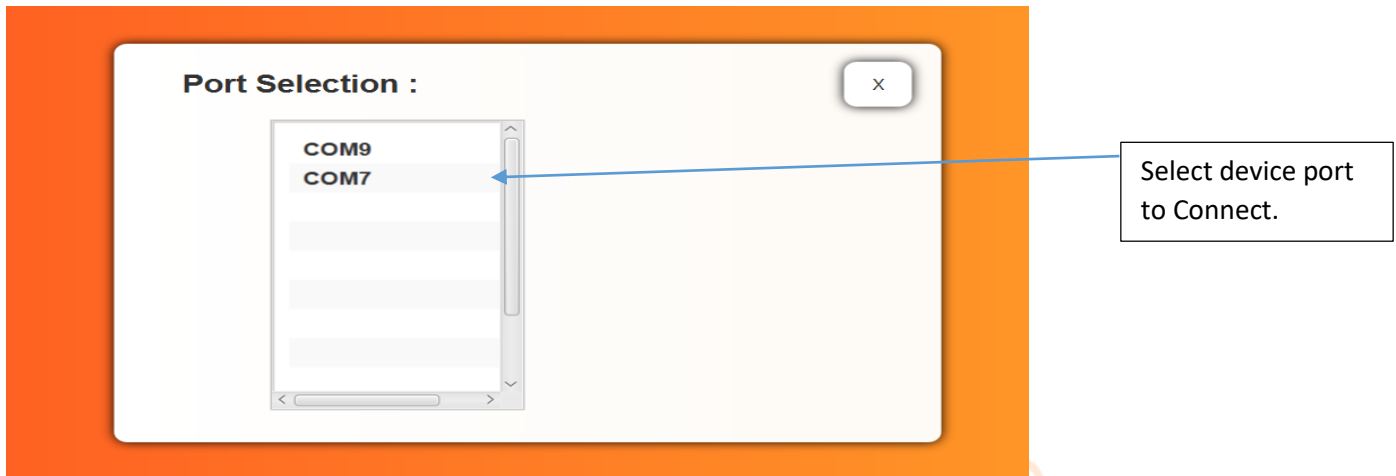 Port Selection :
X
COM9
COM7
Select device port
to Connect.